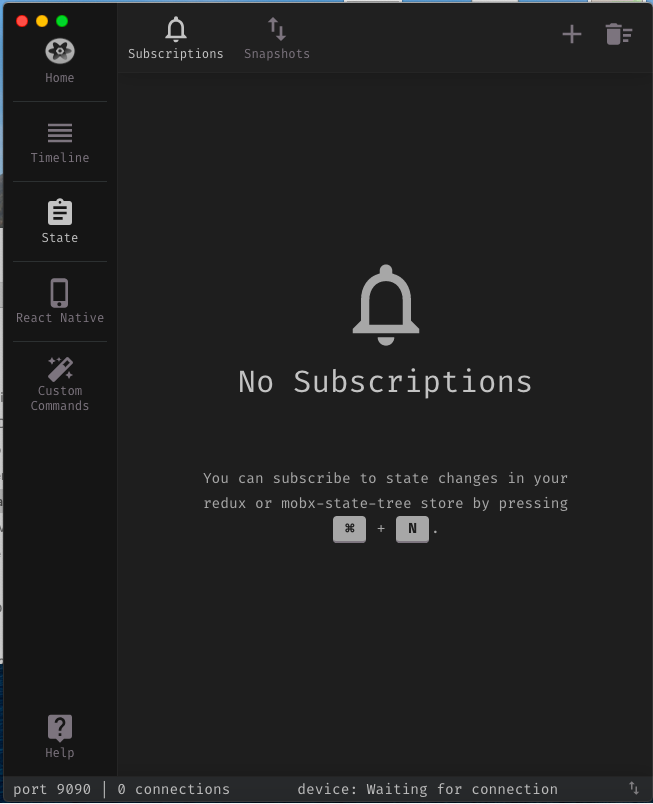 Subscriptions
Snapshots
Home
Timeline
State
React Native
Custom
Commands
No Subscriptions
You can subscribe to state changes in your
redux or mobx-state-tree store by pressing
⌘ + N.
Help
port 9090 | 0 connections
device: Waiting for connection